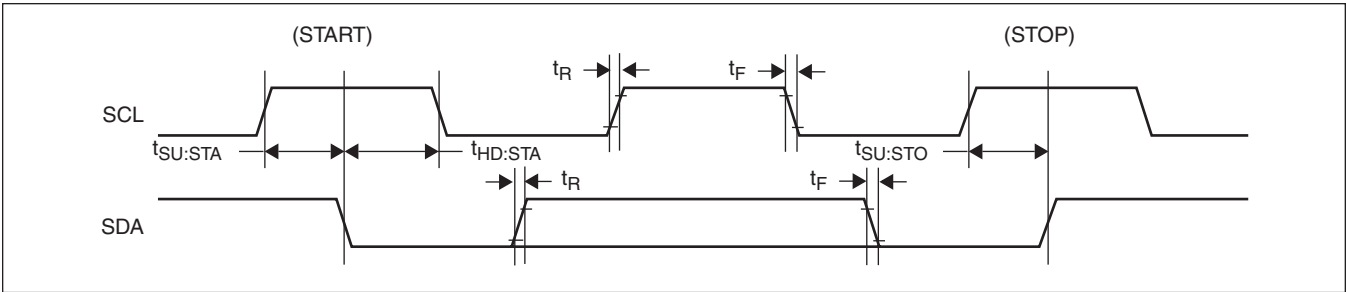 (START) (STOP)
tR tF
SCL
tSU:STA tHD:STA tSU:STO
tR tF
SDA